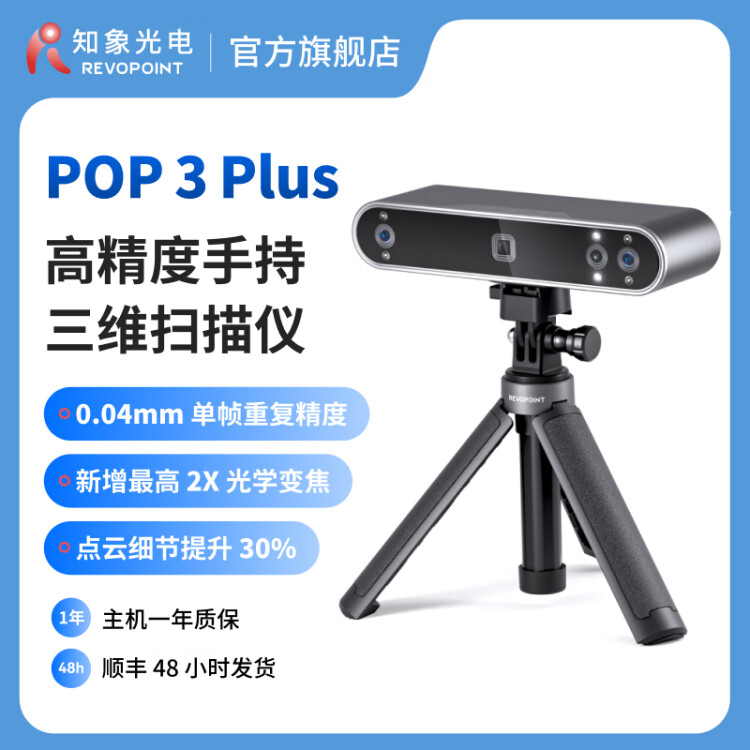 知象光电
REVOPOINT
官方旗舰店
POP 3 Plus
高精度手持
三维扫描仪
0.04mm 单帧重复精度
新增最高 2X 光学变焦
点云细节提升 30%
1年 主机一年质保
48h 顺丰 48 小时发货
REVOPOINT